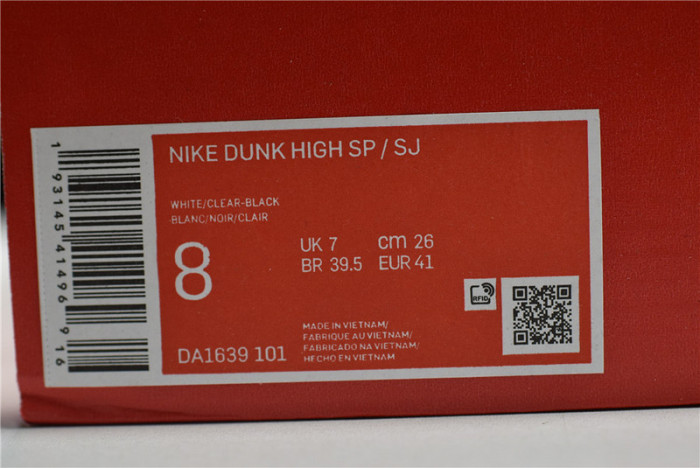 NIKE DUNK HIGH SP / SJ
WHITE/CLEAR-BLACK
BLANC/NOIR/CLAIR
8
UK 7 cm 26
BR 39.5 EUR 41
RFID
DA1639 101
MADE IN VIETNAM/
FABRIQUE AU VIETNAM/
FABRICADO NA VIETNAM/
HECHO EN VIETNAM
1 93145 41496 9 16